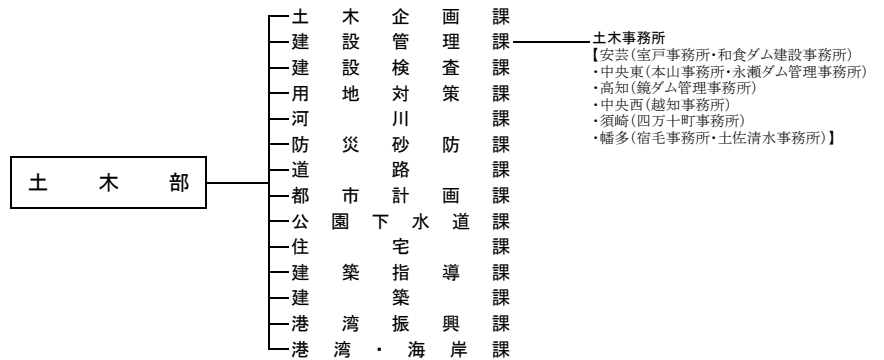 土木企画課
建設管理課
土木事務所
【安芸(室戸事務所・和食ダム建設事務所)
建設検査課
・中央東(本山事務所・永瀬ダム管理事務所)
・高知(鏡ダム管理事務所)
用地対策課
・中央西(越知事務所)
河川課
・須崎(四万十町事務所)
防災砂防課
・幡多(宿毛事務所・土佐清水事務所)】
道路課
土木部
都市計画課
公園下水道課
住宅課
建築指導課
建築課
港湾振興課
港湾・海岸課